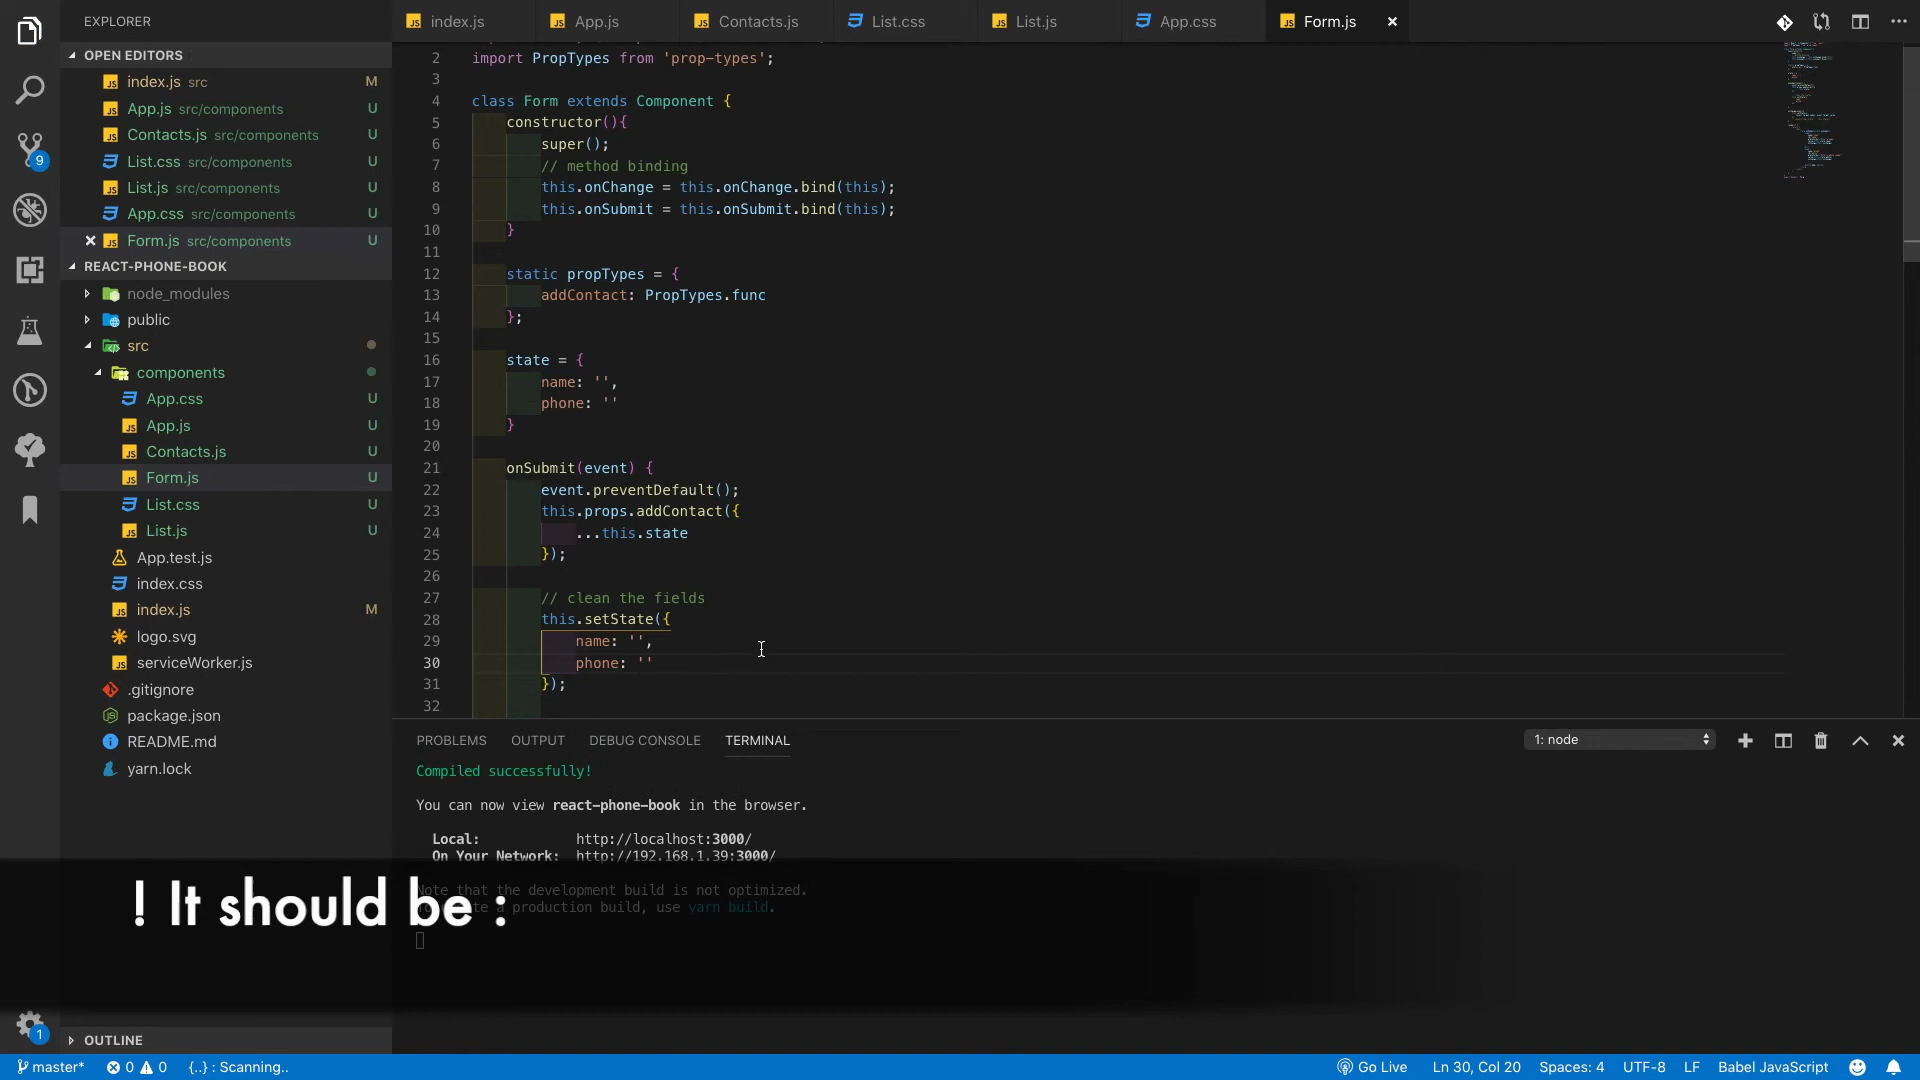 EXPLORER
OPEN EDITORS
index.js src M
App.js src/components U
Contacts.js src/components U
List.css src/components U
List.js src/components U
App.css src/components U
Form.js src/components U
REACT-PHONE-BOOK
node_modules
public
src
components
App.css U
App.js U
Contacts.js U
Form.js U
List.css U
List.js U
App.test.js
index.css
index.js M
logo.svg
serviceWorker.js
.gitignore
package.json
README.md
yarn.lock
OUTLINE
9
1
index.js App.js Contacts.js List.css List.js App.css Form.js
2 import PropTypes from 'prop-types';
3
4 class Form extends Component {
5 constructor(){
6 super();
7 // method binding
8 this.onChange = this.onChange.bind(this);
9 this.onSubmit = this.onSubmit.bind(this);
10 }
11
12 static propTypes = {
13 addContact: PropTypes.func
14 };
15
16 state = {
17 name: '',
18 phone: ''
19 }
20
21 onSubmit(event) {
22 event.preventDefault();
23 this.props.addContact({
24 ...this.state
25 });
26
27 // clean the fields
28 this.setState({
29 name: '',
30 phone: ''
31 });
32
PROBLEMS OUTPUT DEBUG CONSOLE TERMINAL 1: node
Compiled successfully!
You can now view react-phone-book in the browser.
Local: http://localhost:3000/
On Your Network: http://192.168.1.39:3000/
Note that the development build is not optimized.
a production build, use yarn build.
! It should be :
master* 0 0 {..} : Scanning.. Go Live Ln 30, Col 20 Spaces: 4 UTF-8 LF Babel JavaScript